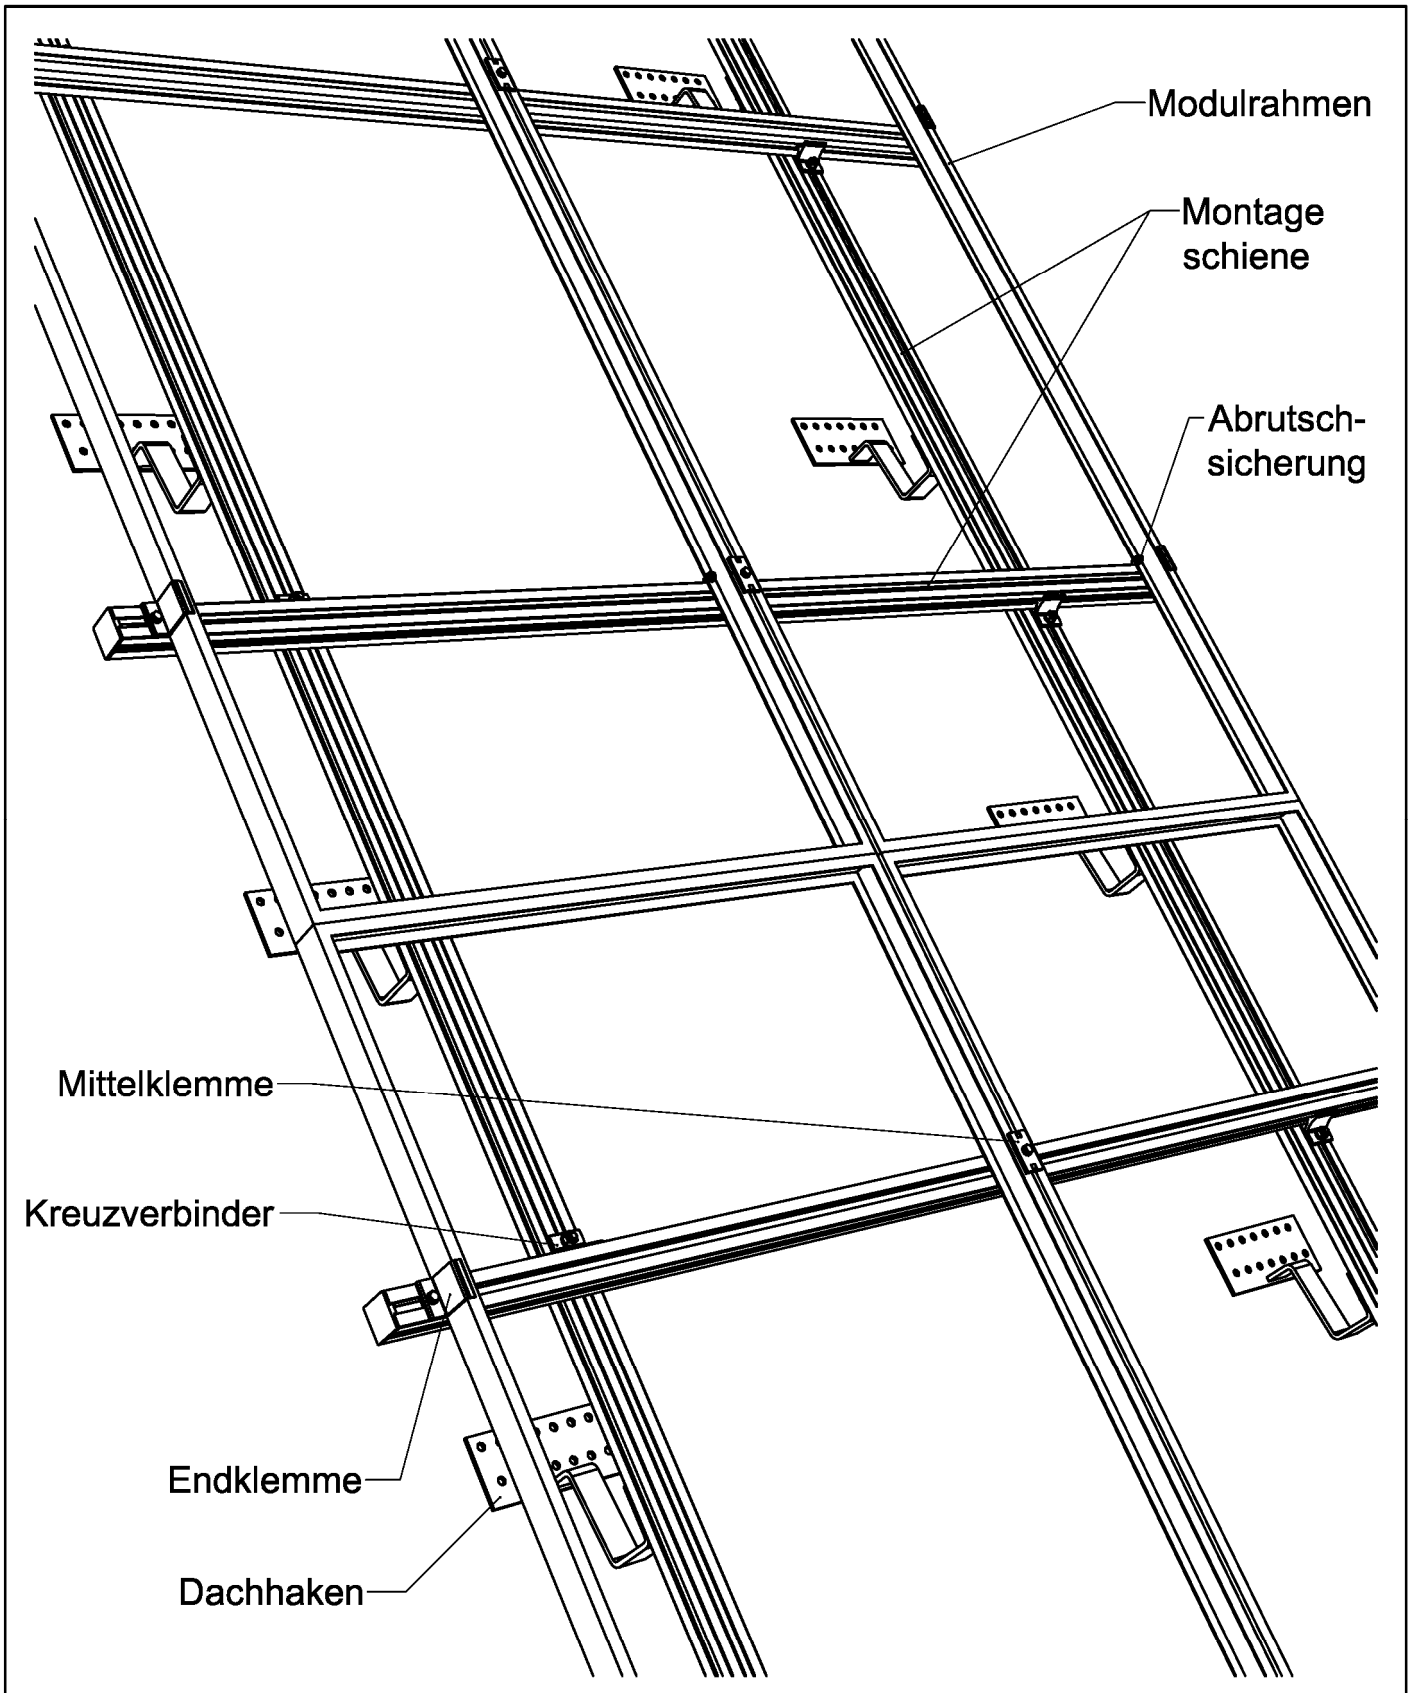 Modulrahmen
Montage
schiene
Abrutsch-
sicherung
Mittelklemme
Kreuzverbinder
Endklemme
Dachhaken